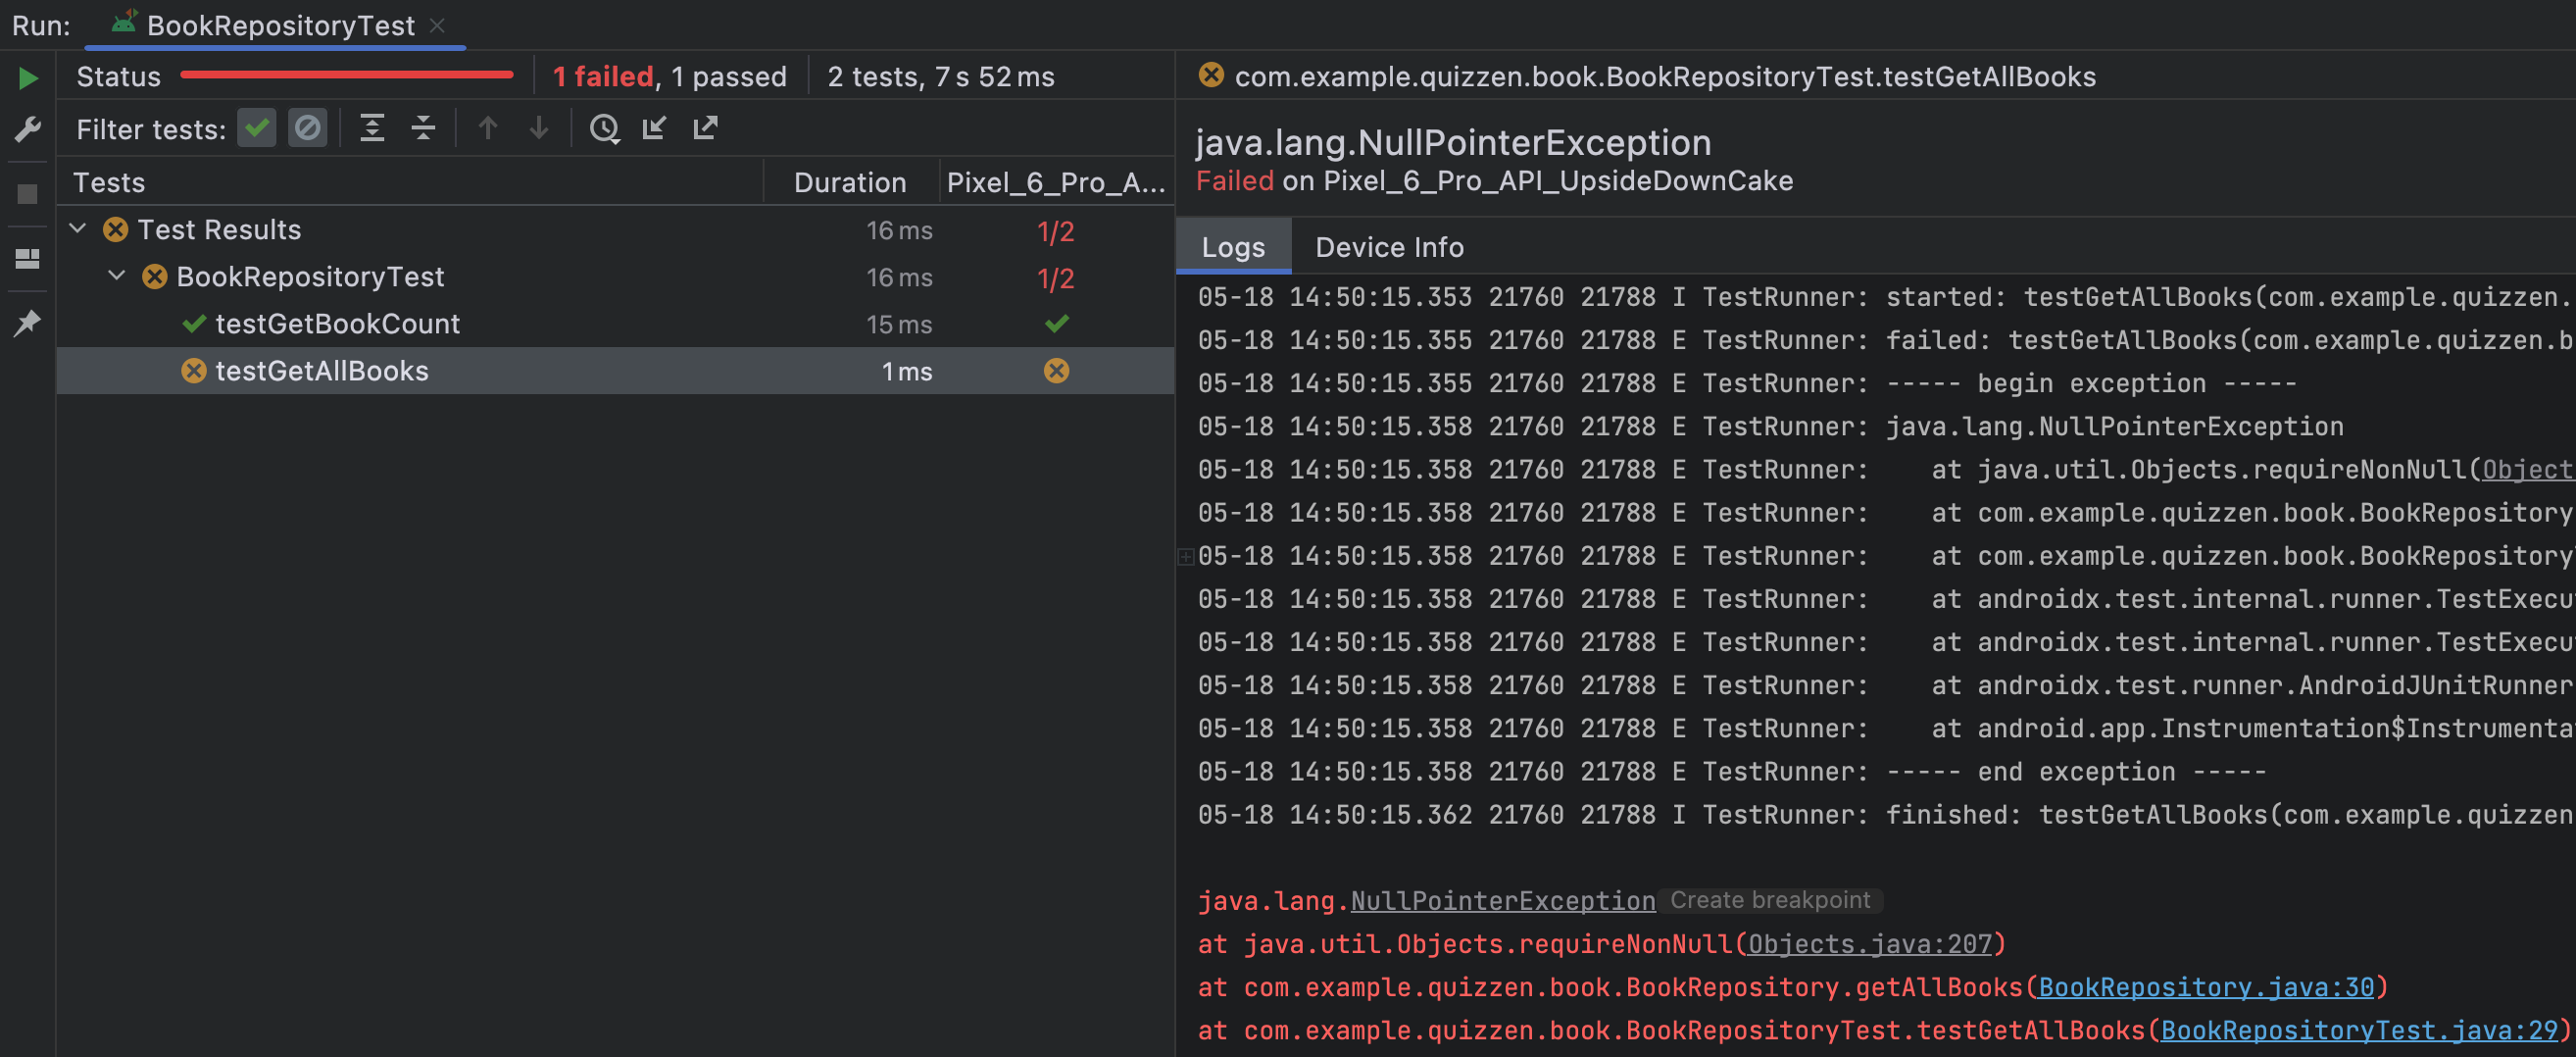 Run: BookRepositoryTest
Status 1 failed, 1 passed 2 tests, 7 s 52 ms
Filter tests:
Tests Duration Pixel_6_Pro_A...
Test Results 16 ms 1/2
BookRepositoryTest 16 ms 1/2
testGetBookCount 15 ms
testGetAllBooks 1 ms
com.example.quizzen.book.BookRepositoryTest.testGetAllBooks
java.lang.NullPointerException
Failed on Pixel_6_Pro_API_UpsideDownCake
Logs Device Info
05-18 14:50:15.353 21760 21788 I TestRunner: started: testGetAllBooks(com.example.quizzen.
05-18 14:50:15.355 21760 21788 E TestRunner: failed: testGetAllBooks(com.example.quizzen.b
05-18 14:50:15.355 21760 21788 E TestRunner: ----- begin exception -----
05-18 14:50:15.358 21760 21788 E TestRunner: java.lang.NullPointerException
05-18 14:50:15.358 21760 21788 E TestRunner: at java.util.Objects.requireNonNull(Object
05-18 14:50:15.358 21760 21788 E TestRunner: at com.example.quizzen.book.BookRepository
05-18 14:50:15.358 21760 21788 E TestRunner: at com.example.quizzen.book.BookRepository
05-18 14:50:15.358 21760 21788 E TestRunner: at androidx.test.internal.runner.TestExecu
05-18 14:50:15.358 21760 21788 E TestRunner: at androidx.test.internal.runner.TestExecu
05-18 14:50:15.358 21760 21788 E TestRunner: at androidx.test.runner.AndroidJUnitRunner
05-18 14:50:15.358 21760 21788 E TestRunner: at android.app.Instrumentation$Instrumenta
05-18 14:50:15.358 21760 21788 E TestRunner: ----- end exception -----
05-18 14:50:15.362 21760 21788 I TestRunner: finished: testGetAllBooks(com.example.quizzen
java.lang.NullPointerException Create breakpoint
at java.util.Objects.requireNonNull(Objects.java:207)
at com.example.quizzen.book.BookRepository.getAllBooks(BookRepository.java:30)
at com.example.quizzen.book.BookRepositoryTest.testGetAllBooks(BookRepositoryTest.java:29)